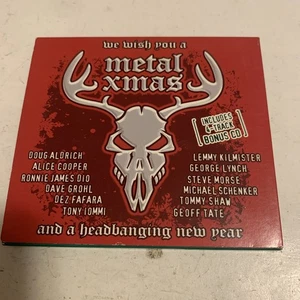 we wish you a
metal
xmas
INCLUDES
4-TRACK
BONUS CD
DOUG ALDRICH
ALICE COOPER
RONNIE JAMES DIO
DAVE GROHL
DEZ FAFARA
TONY IOMMI
LEMMY KILMISTER
GEORGE LYNCH
STEVE MORSE
MICHAEL SCHENKER
TOMMY SHAW
GEOFF TATE
and a headbanging new year